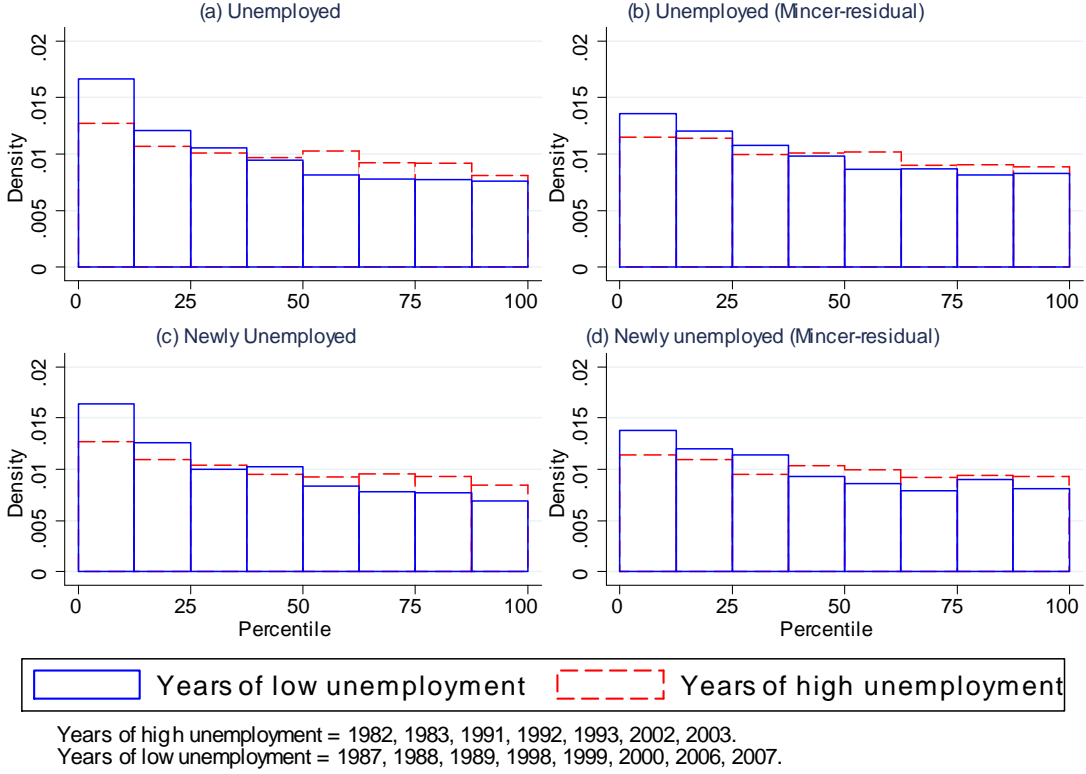 (a) Unemployed
(b) Unemployed (Mincer-residual)
Density
.02
.015
.01
.005
0
0 25 50 75 100
Density
.02
.015
.01
.005
0
0 25 50 75 100
(c) Newly Unemployed
(d) Newly unemployed (Mincer-residual)
Density
.02
.015
.01
.005
0
0 25 50 75 100
Percentile
Density
.02
.015
.01
.005
0
0 25 50 75 100
Percentile
Years of low unemployment
Years of high unemployment
Years of high unemployment = 1982, 1983, 1991, 1992, 1993, 2002, 2003.
Years of low unemployment = 1987, 1988, 1989, 1998, 1999, 2000, 2006, 2007.